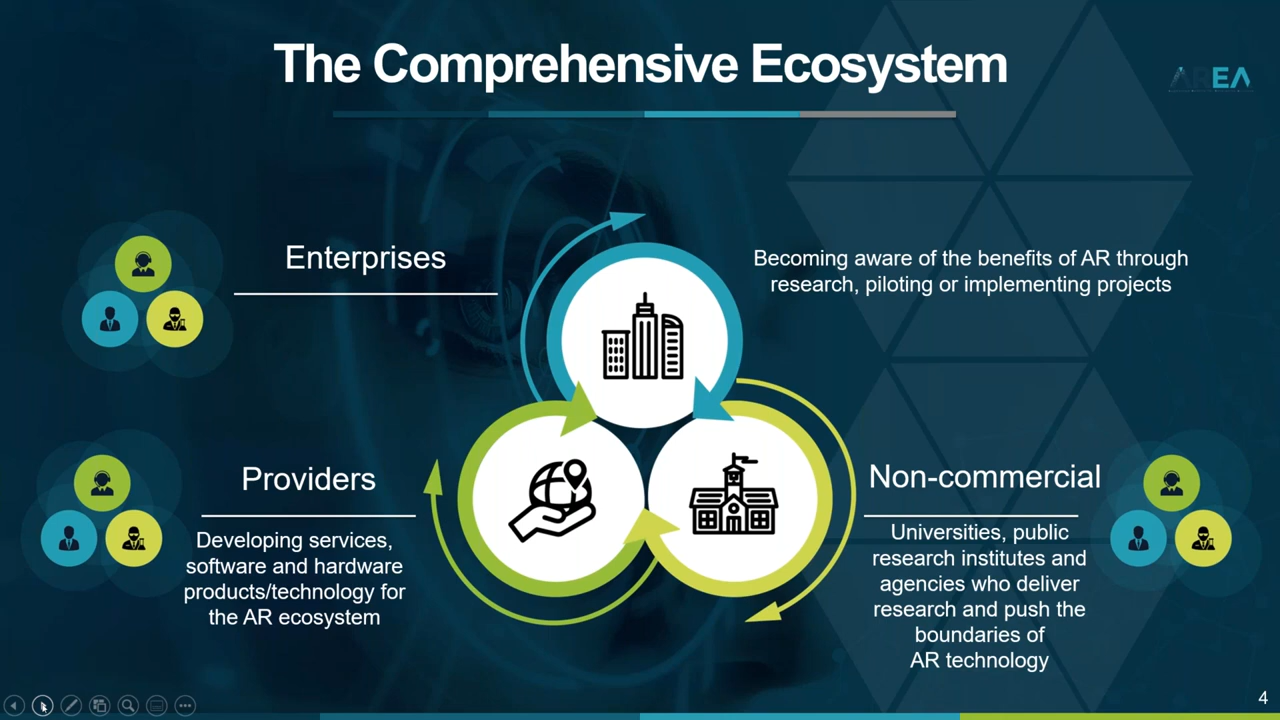 The Comprehensive Ecosystem
AREA
Enterprises
Becoming aware of the benefits of AR through
research, piloting or implementing projects
Providers
Developing services,
software and hardware
products/technology for
the AR ecosystem
Non-commercial
Universities, public
research institutes and
agencies who deliver
research and push the
boundaries of
AR technology
4